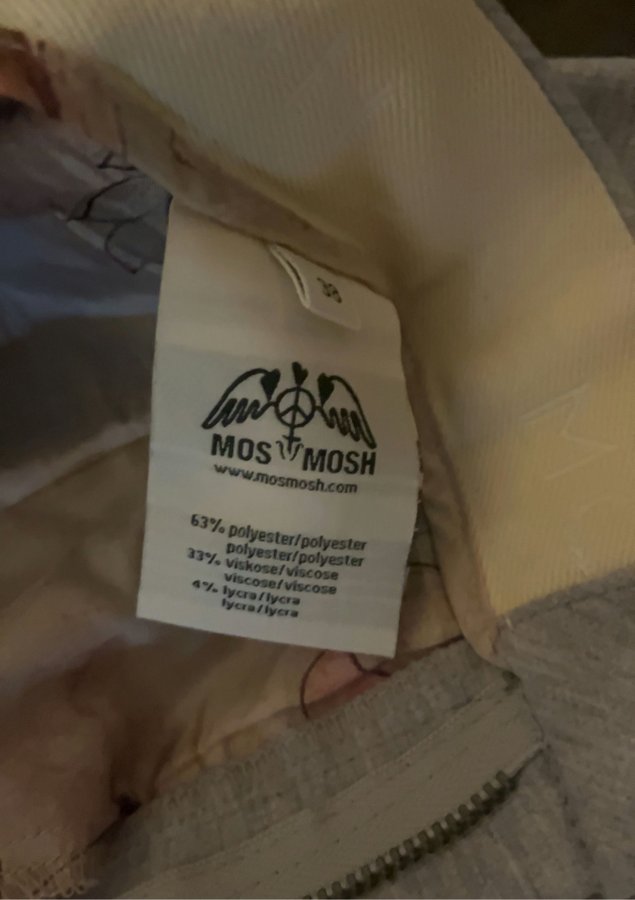 38
MOS MOSH
www.mosmosh.com
63% polyester/polyester
polyester/polyester
33% viskose/viscose
viscose/viscose
4% lycra/lycra
lycra/lycra